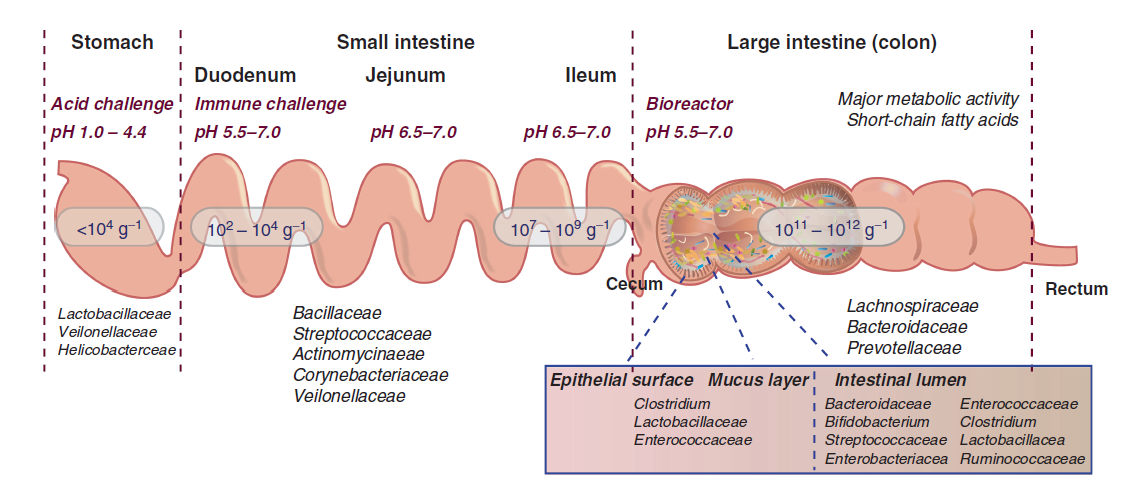 Stomach
Small intestine
Large intestine (colon)
Duodenum
Jejunum
Ileum
Acid challenge
pH 1.0 – 4.4
Immune challenge
pH 5.5–7.0
pH 6.5–7.0
pH 6.5–7.0
Bioreactor
pH 5.5–7.0
Major metabolic activity
Short-chain fatty acids
<10⁴ g⁻¹
10² – 10⁴ g⁻¹
10⁷ – 10⁹ g⁻¹
10¹¹ – 10¹² g⁻¹
Cecum
Rectum
Lactobacillaceae
Veilonellaceae
Helicobacterceae
Bacillaceae
Streptococcaceae
Actinomycinaeae
Corynebacteriaceae
Veilonellaceae
Lachnospiraceae
Bacteroidaceae
Prevotellaceae
Epithelial surface
Mucus layer
Clostridium
Lactobacillaceae
Enterococcaceae
Intestinal lumen
Bacteroidaceae
Bifidobacterium
Streptococcaceae
Enterobacteriacea
Enterococcaceae
Clostridium
Lactobacillacea
Ruminococcaceae